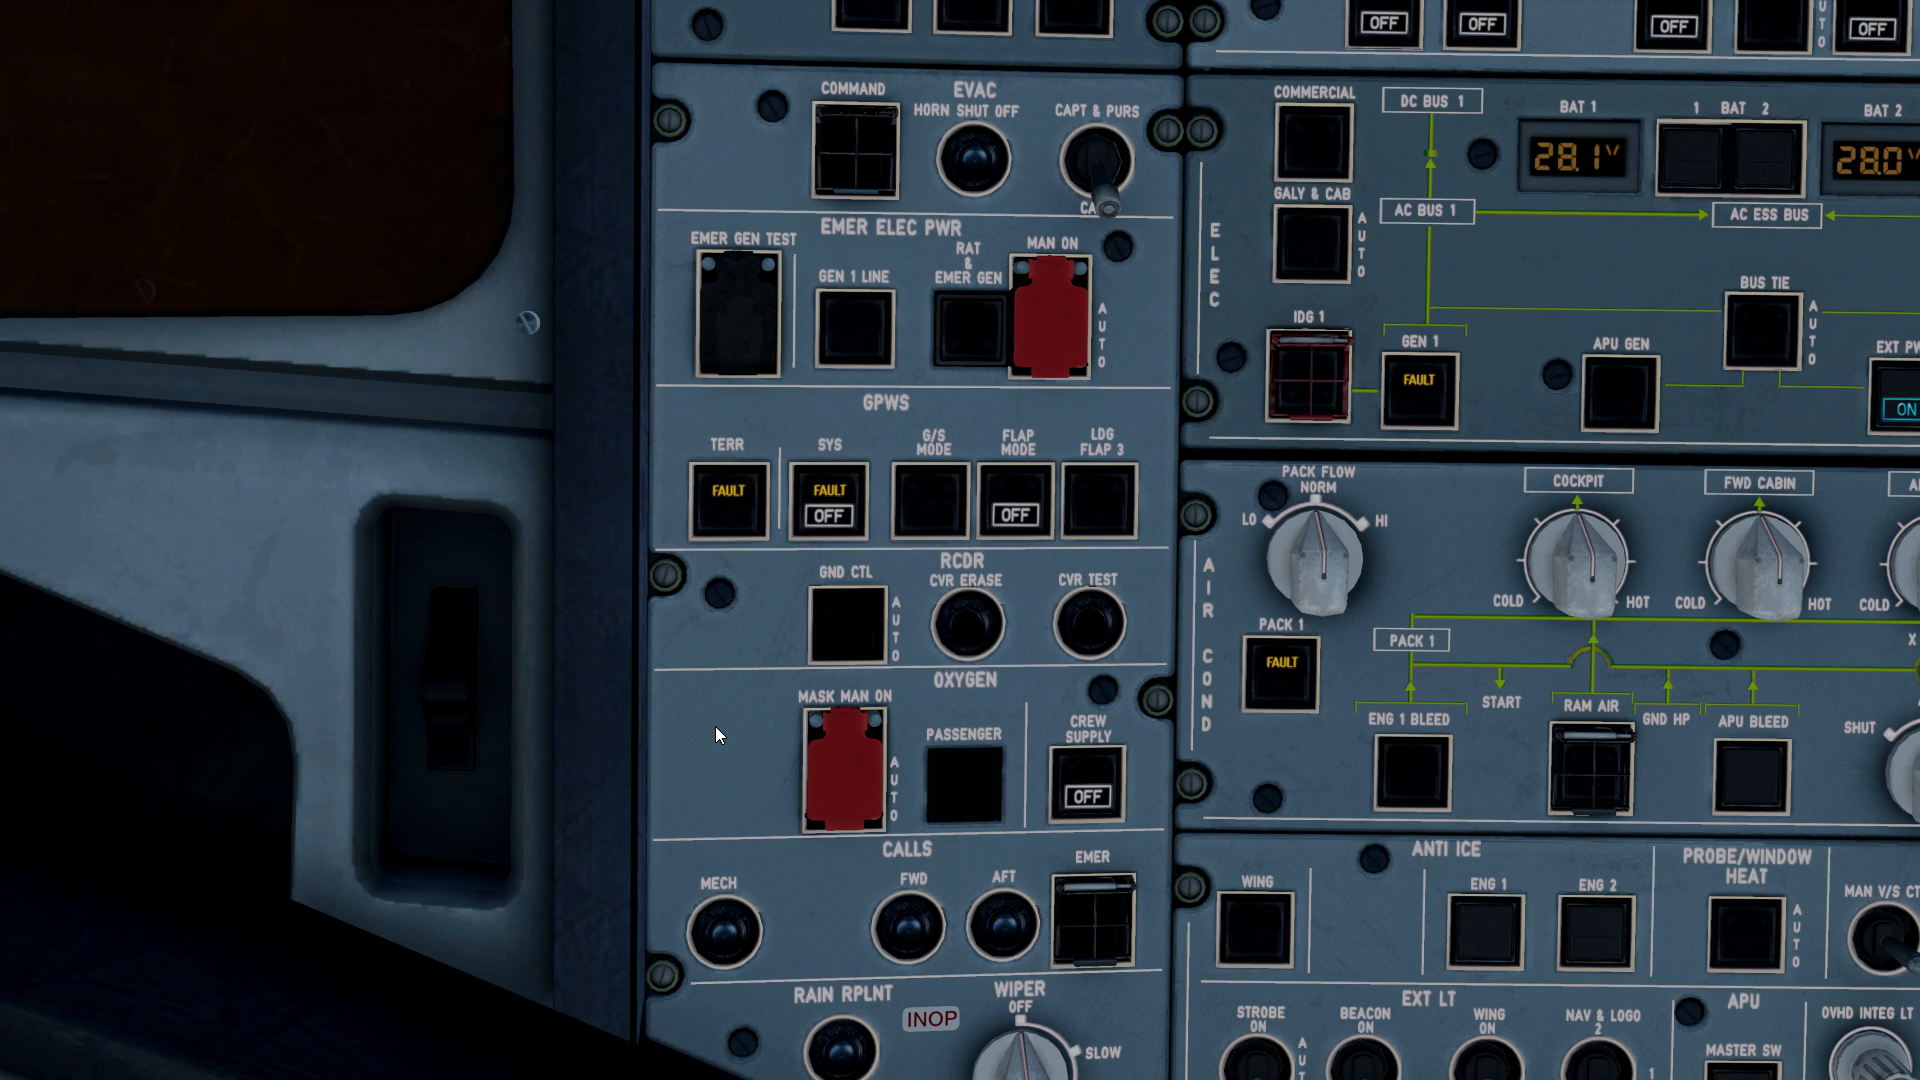 OFF
OFF
OFF
U
T
O
OFF
EVAC
COMMAND
HORN SHUT OFF
CAPT & PURS
EMER ELEC PWR
EMER GEN TEST
GEN 1 LINE
RAT
&
EMER GEN
MAN ON
A
U
T
O
GPWS
TERR
SYS
G/S
MODE
FLAP
MODE
LDG
FLAP 3
FAULT
FAULT
OFF
OFF
RCDR
GND CTL
A
U
T
O
CVR ERASE
CVR TEST
OXYGEN
MASK MAN ON
A
U
T
O
PASSENGER
CREW
SUPPLY
OFF
CALLS
MECH
FWD
AFT
EMER
RAIN RPLNT
INOP
WIPER
OFF
SLOW
ELEC
COMMERCIAL
DC BUS 1
BAT 1
28.1V
1 BAT 2
BAT 2
28.0V
GALY & CAB
A
U
T
O
AC BUS 1
AC ESS BUS
BUS TIE
A
U
T
O
IDG 1
GEN 1
FAULT
APU GEN
EXT PW
ON
AIR COND
PACK FLOW
NORM
LO
HI
COCKPIT
COLD
HOT
FWD CABIN
COLD
HOT
COLD
PACK 1
FAULT
PACK 1
X
START
ENG 1 BLEED
RAM AIR
GND HP
APU BLEED
SHUT
ANTI ICE
WING
ENG 1
ENG 2
PROBE/WINDOW
HEAT
A
U
T
O
MAN V/S CT
EXT LT
STROBE
ON
A
U
T
BEACON
ON
WING
ON
NAV & LOGO
2
1
APU
MASTER SW
OVHD INTEG LT